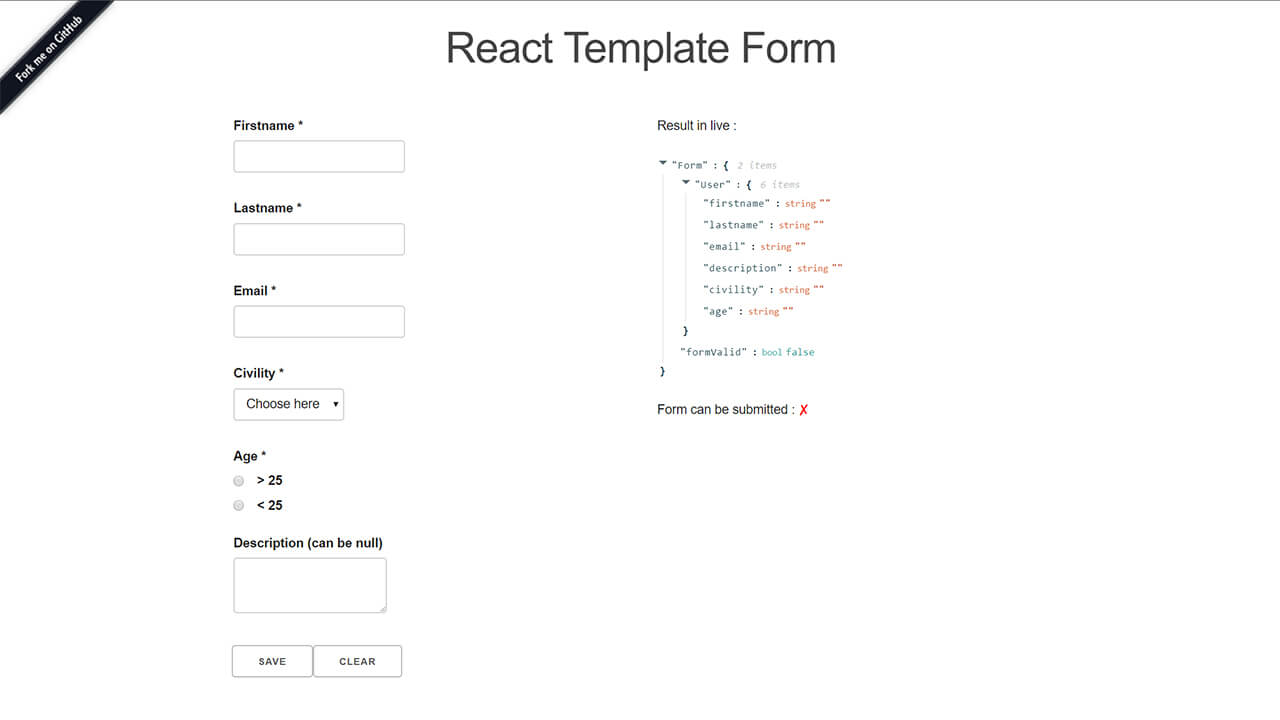 Fork me on GitHub
React Template Form
Firstname *
Lastname *
Email *
Civility *
Choose here
Age *
> 25
< 25
Description (can be null)
SAVE CLEAR
Result in live :
"Form" : { 2 items
"User" : { 6 items
"firstname" : string ""
"lastname" : string ""
"email" : string ""
"description" : string ""
"civility" : string ""
"age" : string ""
}
"formValid" : bool false
}
Form can be submitted : ✗